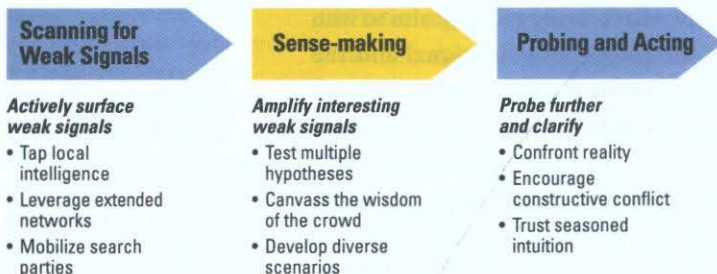 Scanning for
Weak Signals
Actively surface
weak signals
• Tap local
intelligence
• Leverage extended
networks
• Mobilize search
parties
Sense-making
Amplify interesting
weak signals
• Test multiple
hypotheses
• Canvass the wisdom
of the crowd
• Develop diverse
scenarios
Probing and Acting
Probe further
and clarify
• Confront reality
• Encourage
constructive conflict
• Trust seasoned
intuition